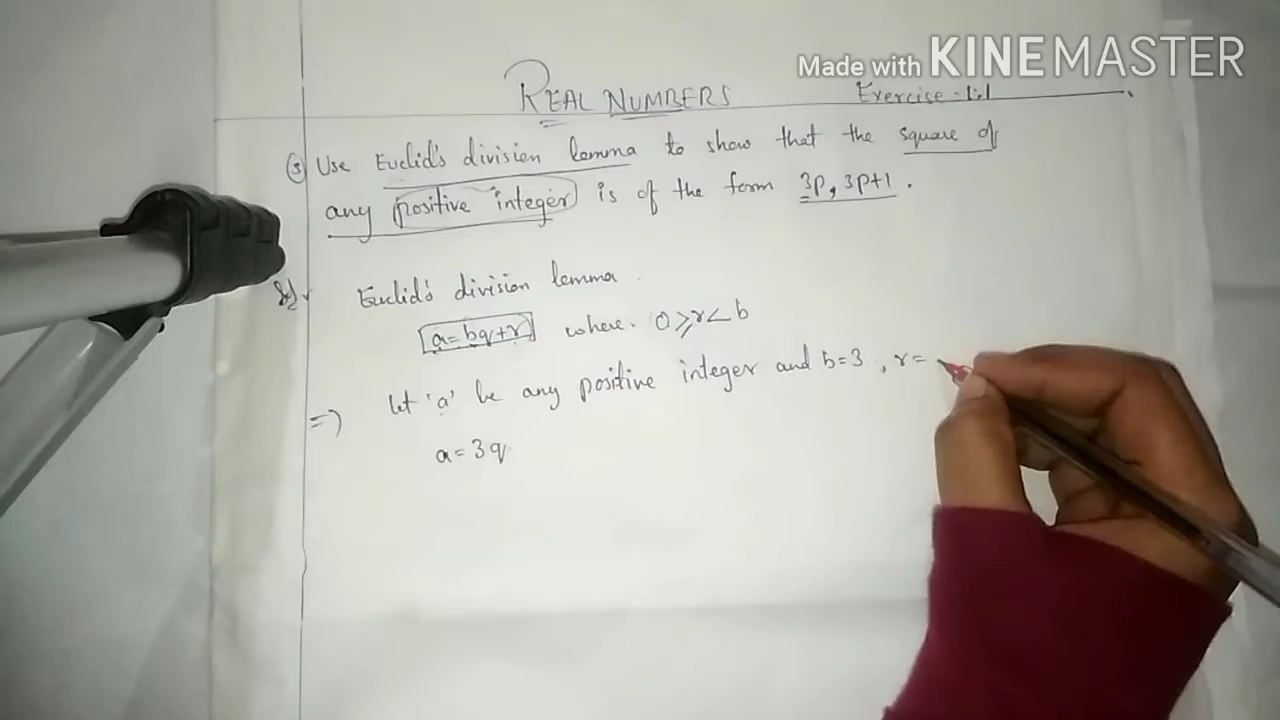 Made with KINEMASTER
REAL NUMBERS Exercise-1.1
③ Use Euclid's division lemma to show that the square of
any positive integer is of the form 3p, 3p+1.
Euclid's division lemma
a=bq+r where. 0⩾r<b
=) let 'a' be any positive integer and b=3, r=
a=3q